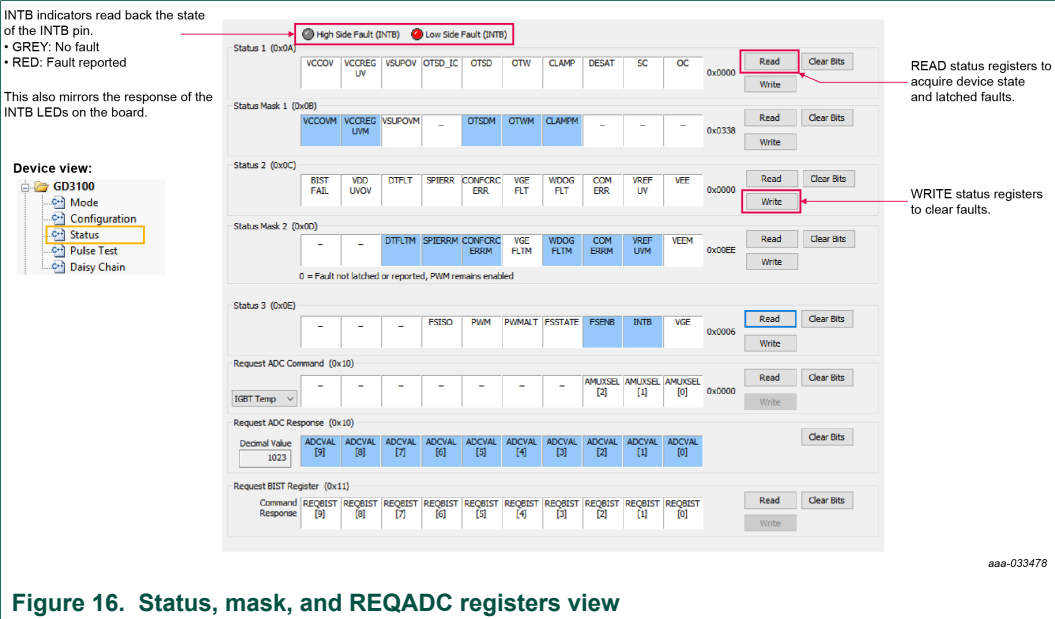 INTB indicators read back the state
of the INTB pin.
• GREY: No fault
• RED: Fault reported
This also mirrors the response of the
INTB LEDs on the board.
Device view:
GD3100
Mode
Configuration
Status
Pulse Test
Daisy Chain
High Side Fault (INTB) Low Side Fault (INTB)
Status 1 (0x0A)
VCCOV VCCREG UV VSUPOV OTSD_IC OTSD OTW CLAMP DESAT SC OC 0x0000 Read Clear Bits
Write
READ status registers to
acquire device state
and latched faults.
Status Mask 1 (0x0B)
VCCOVM VCCREG UVM VSUPOVM – OTSDM OTWM CLAMPM – – – 0x0338 Read Clear Bits
Write
Status 2 (0x0C)
BIST FAIL VDD UVOV DTFLT SPIERR CONFCRC ERR VGE FLT WDOG FLT COM ERR VREF UV VEE 0x0000 Read Clear Bits
Write
WRITE status registers
to clear faults.
Status Mask 2 (0x0D)
– – DTFLTM SPIERRM CONFCRC ERRM VGE FLTM WDOG FLTM COM ERRM VREF UVM VEEM 0x00EE Read Clear Bits
Write
0 = Fault not latched or reported, PWM remains enabled
Status 3 (0x0E)
– – – FSISO PWM PWMALT FSSTATE FSENB INTB VGE 0x0006 Read Clear Bits
Write
Request ADC Command (0x10)
IGBT Temp – – – – – – – AMUXSEL [2] AMUXSEL [1] AMUXSEL [0] 0x0000 Read Clear Bits
Write
Request ADC Response (0x10)
Decimal Value 1023 ADCVAL [9] ADCVAL [8] ADCVAL [7] ADCVAL [6] ADCVAL [5] ADCVAL [4] ADCVAL [3] ADCVAL [2] ADCVAL [1] ADCVAL [0] Clear Bits
Request BIST Register (0x11)
Command Response REQBIST [9] REQBIST [8] REQBIST [7] REQBIST [6] REQBIST [5] REQBIST [4] REQBIST [3] REQBIST [2] REQBIST [1] REQBIST [0] Read Clear Bits
Write
aaa-033478
Figure 16. Status, mask, and REQADC registers view